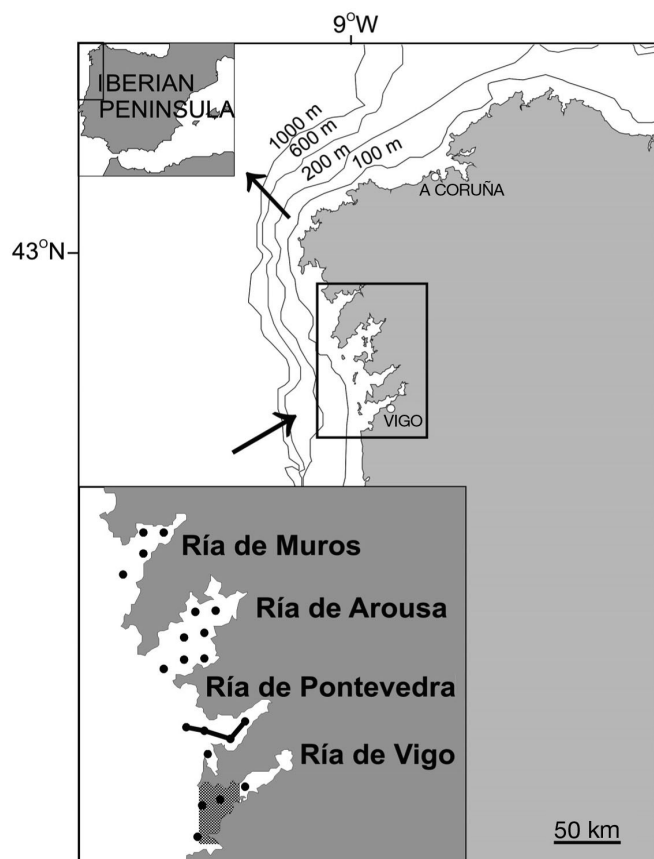 9°W
IBERIAN
PENINSULA
1000 m
600 m
200 m
100 m
A CORUÑA
43°N
VIGO
Ría de Muros
Ría de Arousa
Ría de Pontevedra
Ría de Vigo
50 km